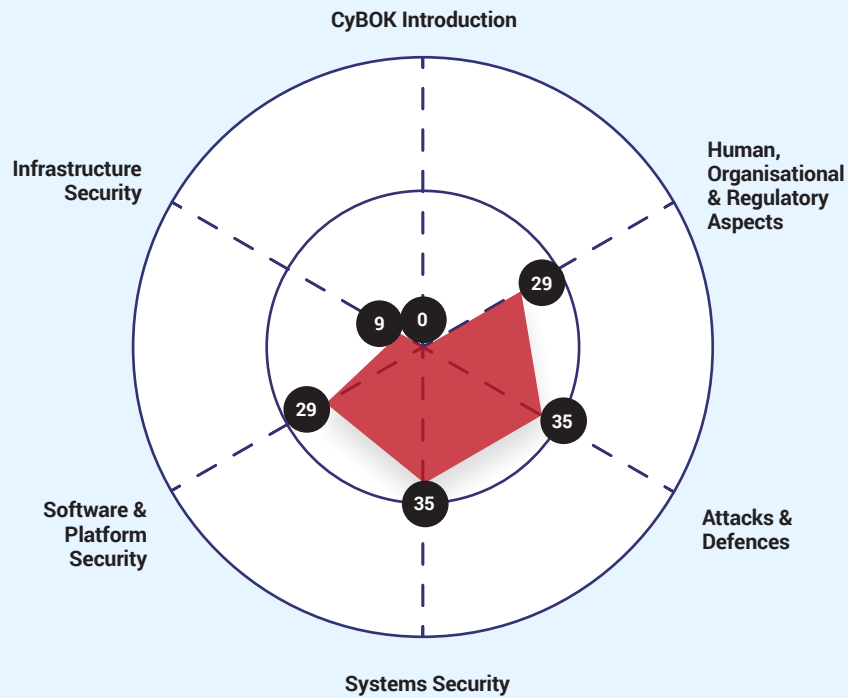 CyBOK Introduction
Infrastructure
Security
Human,
Organisational
& Regulatory
Aspects
29
9
0
29
35
35
Software &
Platform
Security
Attacks &
Defences
Systems Security